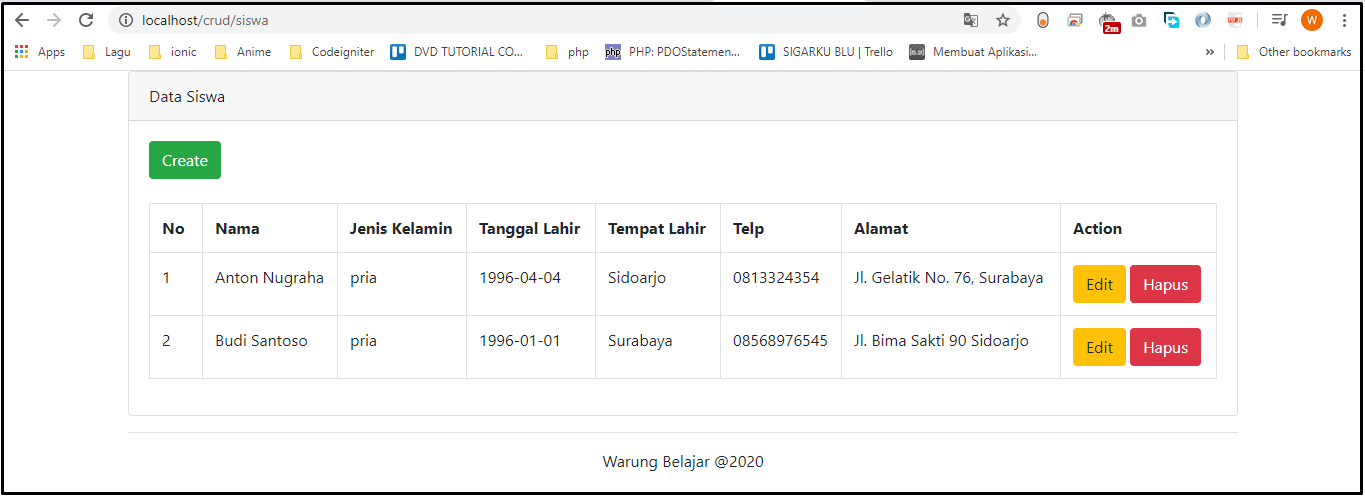 localhost/crud/siswa
2m
W
Apps Lagu ionic Anime Codeigniter DVD TUTORIAL CO... php php PHP: PDOStatemen... SIGARKU BLU | Trello Membuat Aplikasi... » Other bookmarks
Data Siswa
Create
No Nama Jenis Kelamin Tanggal Lahir Tempat Lahir Telp Alamat Action
1 Anton Nugraha pria 1996-04-04 Sidoarjo 0813324354 Jl. Gelatik No. 76, Surabaya Edit Hapus
2 Budi Santoso pria 1996-01-01 Surabaya 08568976545 Jl. Bima Sakti 90 Sidoarjo Edit Hapus
Warung Belajar @2020